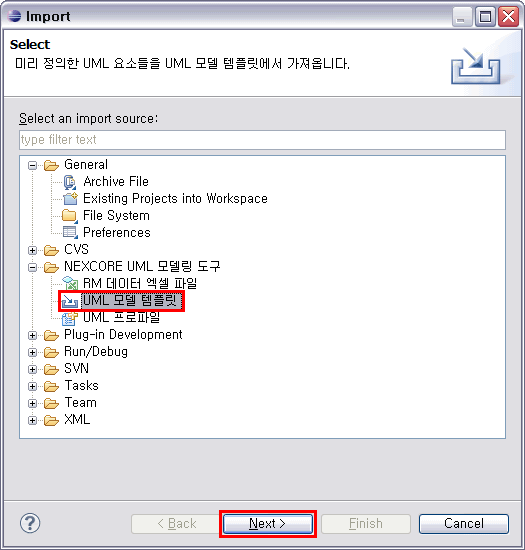 Import
Select
미리 정의한 UML 요소들을 UML 모델 템플릿에서 가져옵니다.
Select an import source:
type filter text
General
Archive File
Existing Projects into Workspace
File System
Preferences
CVS
NEXCORE UML 모델링 도구
RM 데이터 엑셀 파일
UML 모델 템플릿
UML 프로파일
Plug-in Development
Run/Debug
SVN
Tasks
Team
XML
? < Back Next > Finish Cancel